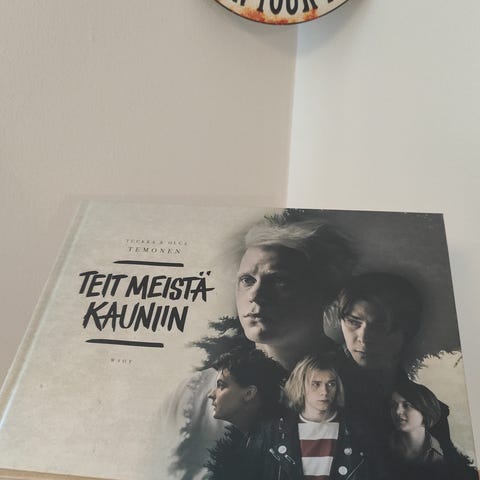 TUUKKA & OLGA
TEMONEN
TEIT MEISTÄ
KAUNIIN
WSOY